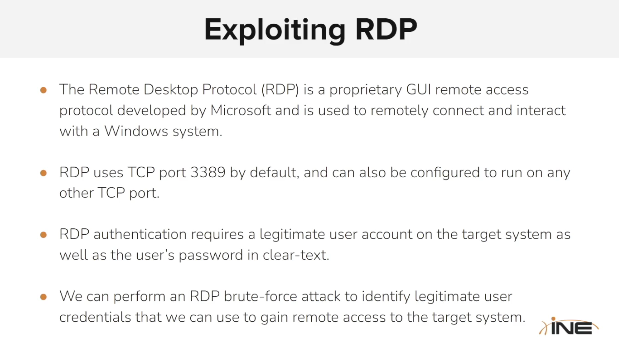 Exploiting RDP
● The Remote Desktop Protocol (RDP) is a proprietary GUI remote access
protocol developed by Microsoft and is used to remotely connect and interact
with a Windows system.
● RDP uses TCP port 3389 by default, and can also be configured to run on any
other TCP port.
● RDP authentication requires a legitimate user account on the target system as
well as the user's password in clear-text.
● We can perform an RDP brute-force attack to identify legitimate user
credentials that we can use to gain remote access to the target system.
INE